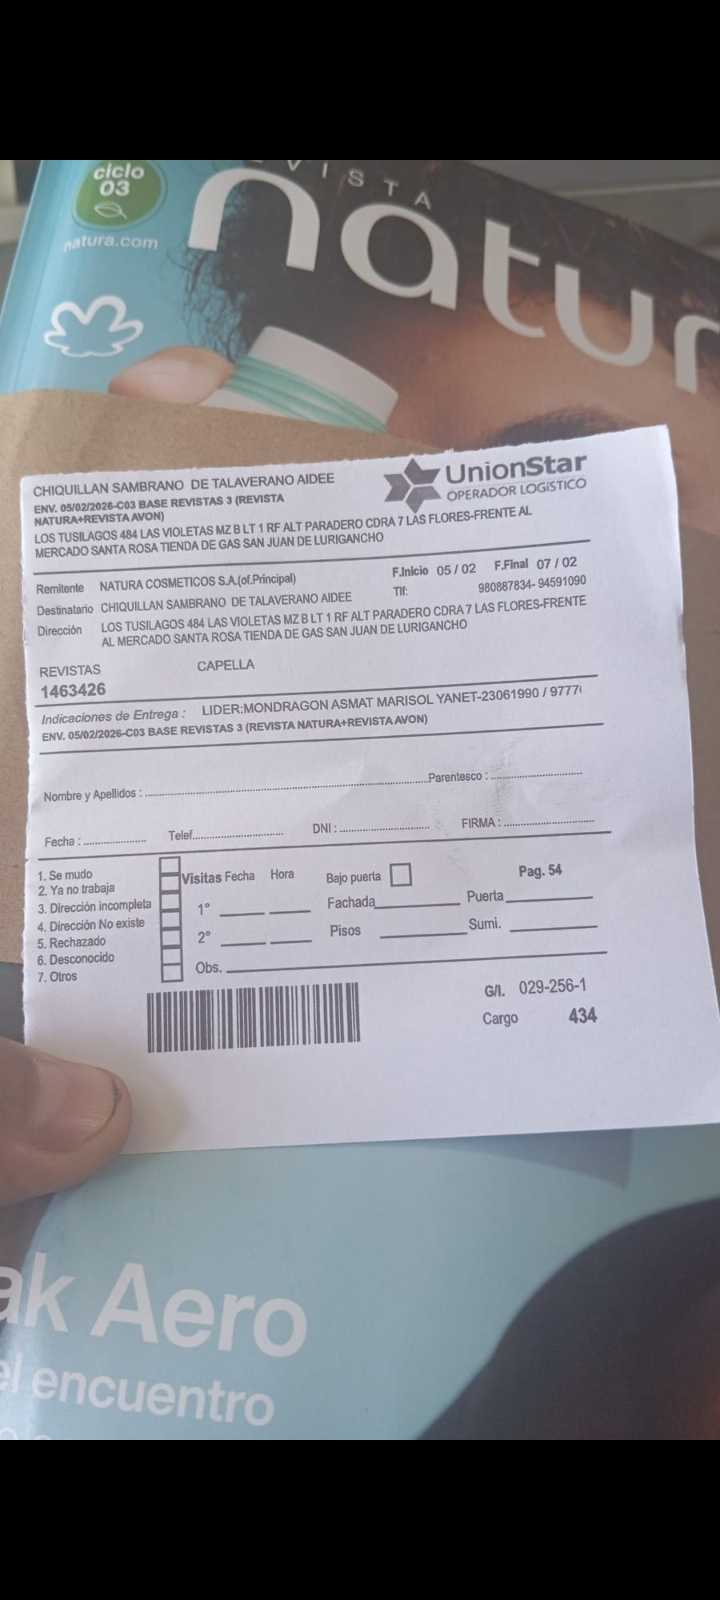 ciclo
03
natura.com
VISTA
natur
CHIQUILLAN SAMBRANO DE TALAVERANO AIDEE
ENV. 05/02/2026-C03 BASE REVISTAS 3 (REVISTA
NATURA+REVISTA AVON)
LOS TUSILAGOS 484 LAS VIOLETAS MZ B LT 1 RF ALT PARADERO CDRA 7 LAS FLORES-FRENTE AL
MERCADO SANTA ROSA TIENDA DE GAS SAN JUAN DE LURIGANCHO
UnionStar
OPERADOR LOGíSTICO
Remitente NATURA COSMETICOS S.A.(of.Principal)
F.Inicio 05 / 02 F.Final 07 / 02
Destinatario CHIQUILLAN SAMBRANO DE TALAVERANO AIDEE
Tlf: 980887834- 94591090
Dirección LOS TUSILAGOS 484 LAS VIOLETAS MZ B LT 1 RF ALT PARADERO CDRA 7 LAS FLORES-FRENTE
AL MERCADO SANTA ROSA TIENDA DE GAS SAN JUAN DE LURIGANCHO
REVISTAS CAPELLA
1463426
Indicaciones de Entrega : LIDER:MONDRAGON ASMAT MARISOL YANET-23061990 / 9777
ENV. 05/02/2026-C03 BASE REVISTAS 3 (REVISTA NATURA+REVISTA AVON)
Nombre y Apellidos : Parentesco :
Fecha : Telef. DNI : FIRMA :
1. Se mudo
2. Ya no trabaja
3. Dirección incompleta
4. Dirección No existe
5. Rechazado
6. Desconocido
7. Otros
Visitas Fecha Hora Bajo puerta Pag. 54
1° Fachada Puerta
2° Pisos Sumi.
Obs.
G/I. 029-256-1
Cargo 434
ak Aero
el encuentro